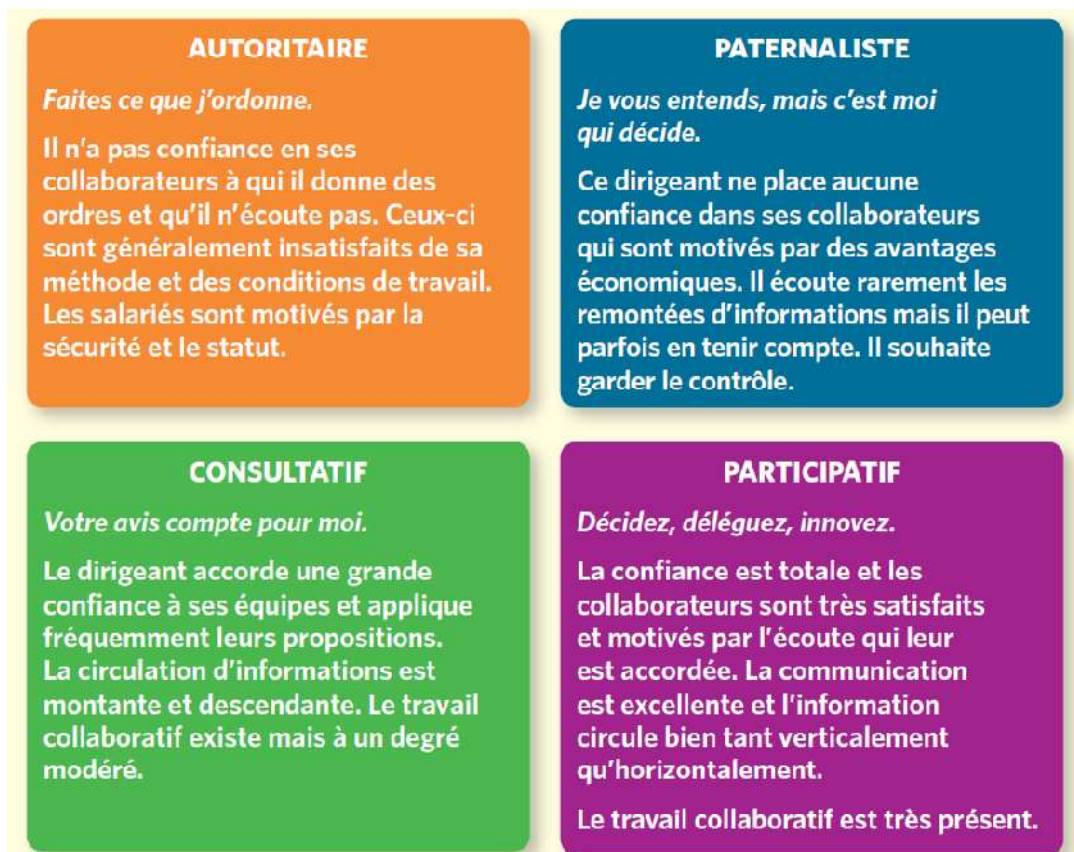 AUTORITAIRE
Faites ce que j'ordonne.
Il n'a pas confiance en ses
collaborateurs à qui il donne des
ordres et qu'il n'écoute pas. Ceux-ci
sont généralement insatisfaits de sa
méthode et des conditions de travail.
Les salariés sont motivés par la
sécurité et le statut.
PATERNALISTE
Je vous entends, mais c'est moi
qui décide.
Ce dirigeant ne place aucune
confiance dans ses collaborateurs
qui sont motivés par des avantages
économiques. Il écoute rarement les
remontées d'informations mais il peut
parfois en tenir compte. Il souhaite
garder le contrôle.
CONSULTATIF
Votre avis compte pour moi.
Le dirigeant accorde une grande
confiance à ses équipes et applique
fréquemment leurs propositions.
La circulation d'informations est
montante et descendante. Le travail
collaboratif existe mais à un degré
modéré.
PARTICIPATIF
Décidez, déléguez, innovez.
La confiance est totale et les
collaborateurs sont très satisfaits
et motivés par l'écoute qui leur
est accordée. La communication
est excellente et l'information
circule bien tant verticalement
qu'horizontalement.
Le travail collaboratif est très présent.